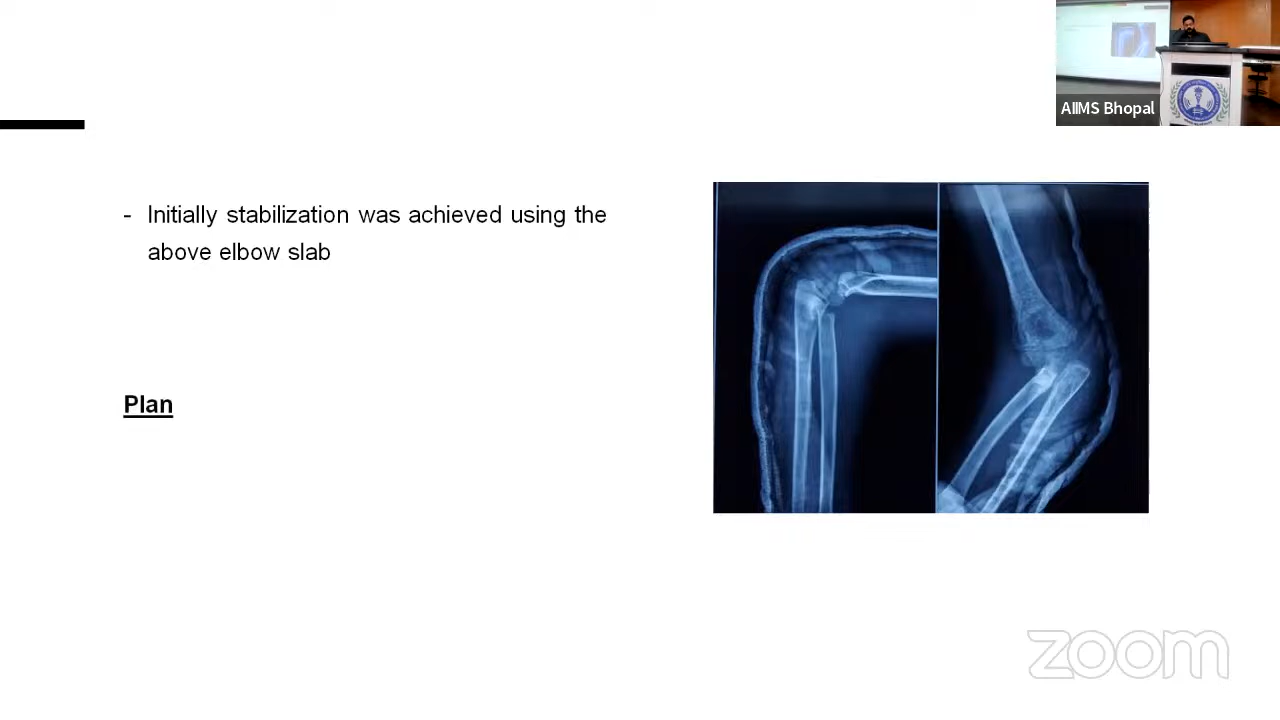 AIIMS Bhopal
- Initially stabilization was achieved using the
above elbow slab
Plan
zoom